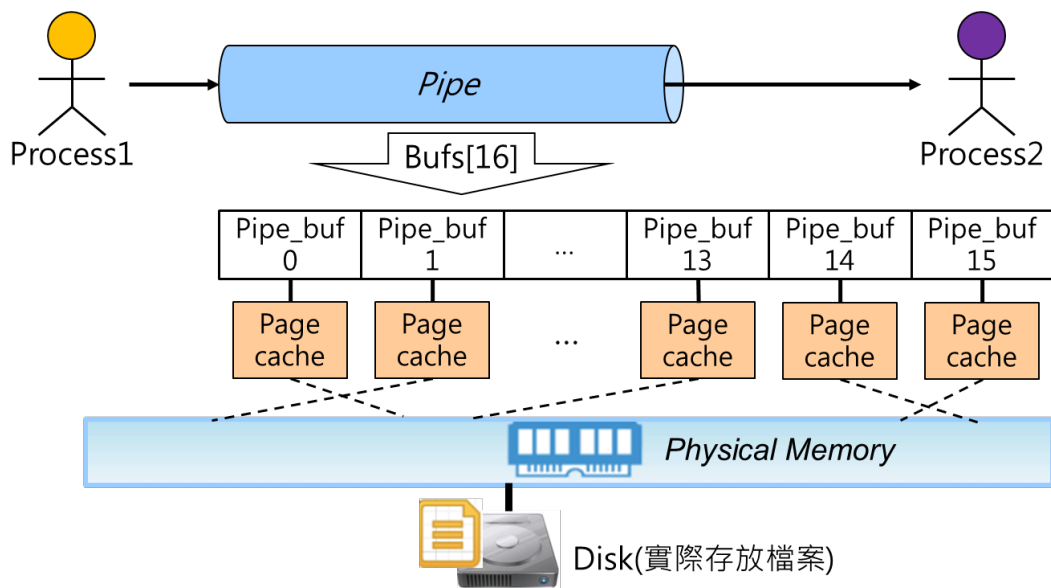 Pipe
Process1
Process2
Bufs[16]
Pipe_buf
0
Pipe_buf
1
...
Pipe_buf
13
Pipe_buf
14
Pipe_buf
15
Page
cache
Page
cache
...
Page
cache
Page
cache
Page
cache
Physical Memory
Disk(實際存放檔案)